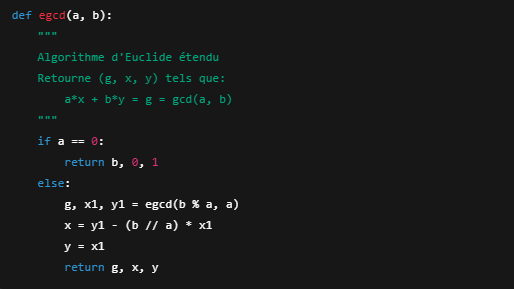 def egcd(a, b):
    """
    Algorithme d'Euclide étendu
    Retourne (g, x, y) tels que:
        a*x + b*y = g = gcd(a, b)
    """
    if a == 0:
        return b, 0, 1
    else:
        g, x1, y1 = egcd(b % a, a)
        x = y1 - (b // a) * x1
        y = x1
        return g, x, y